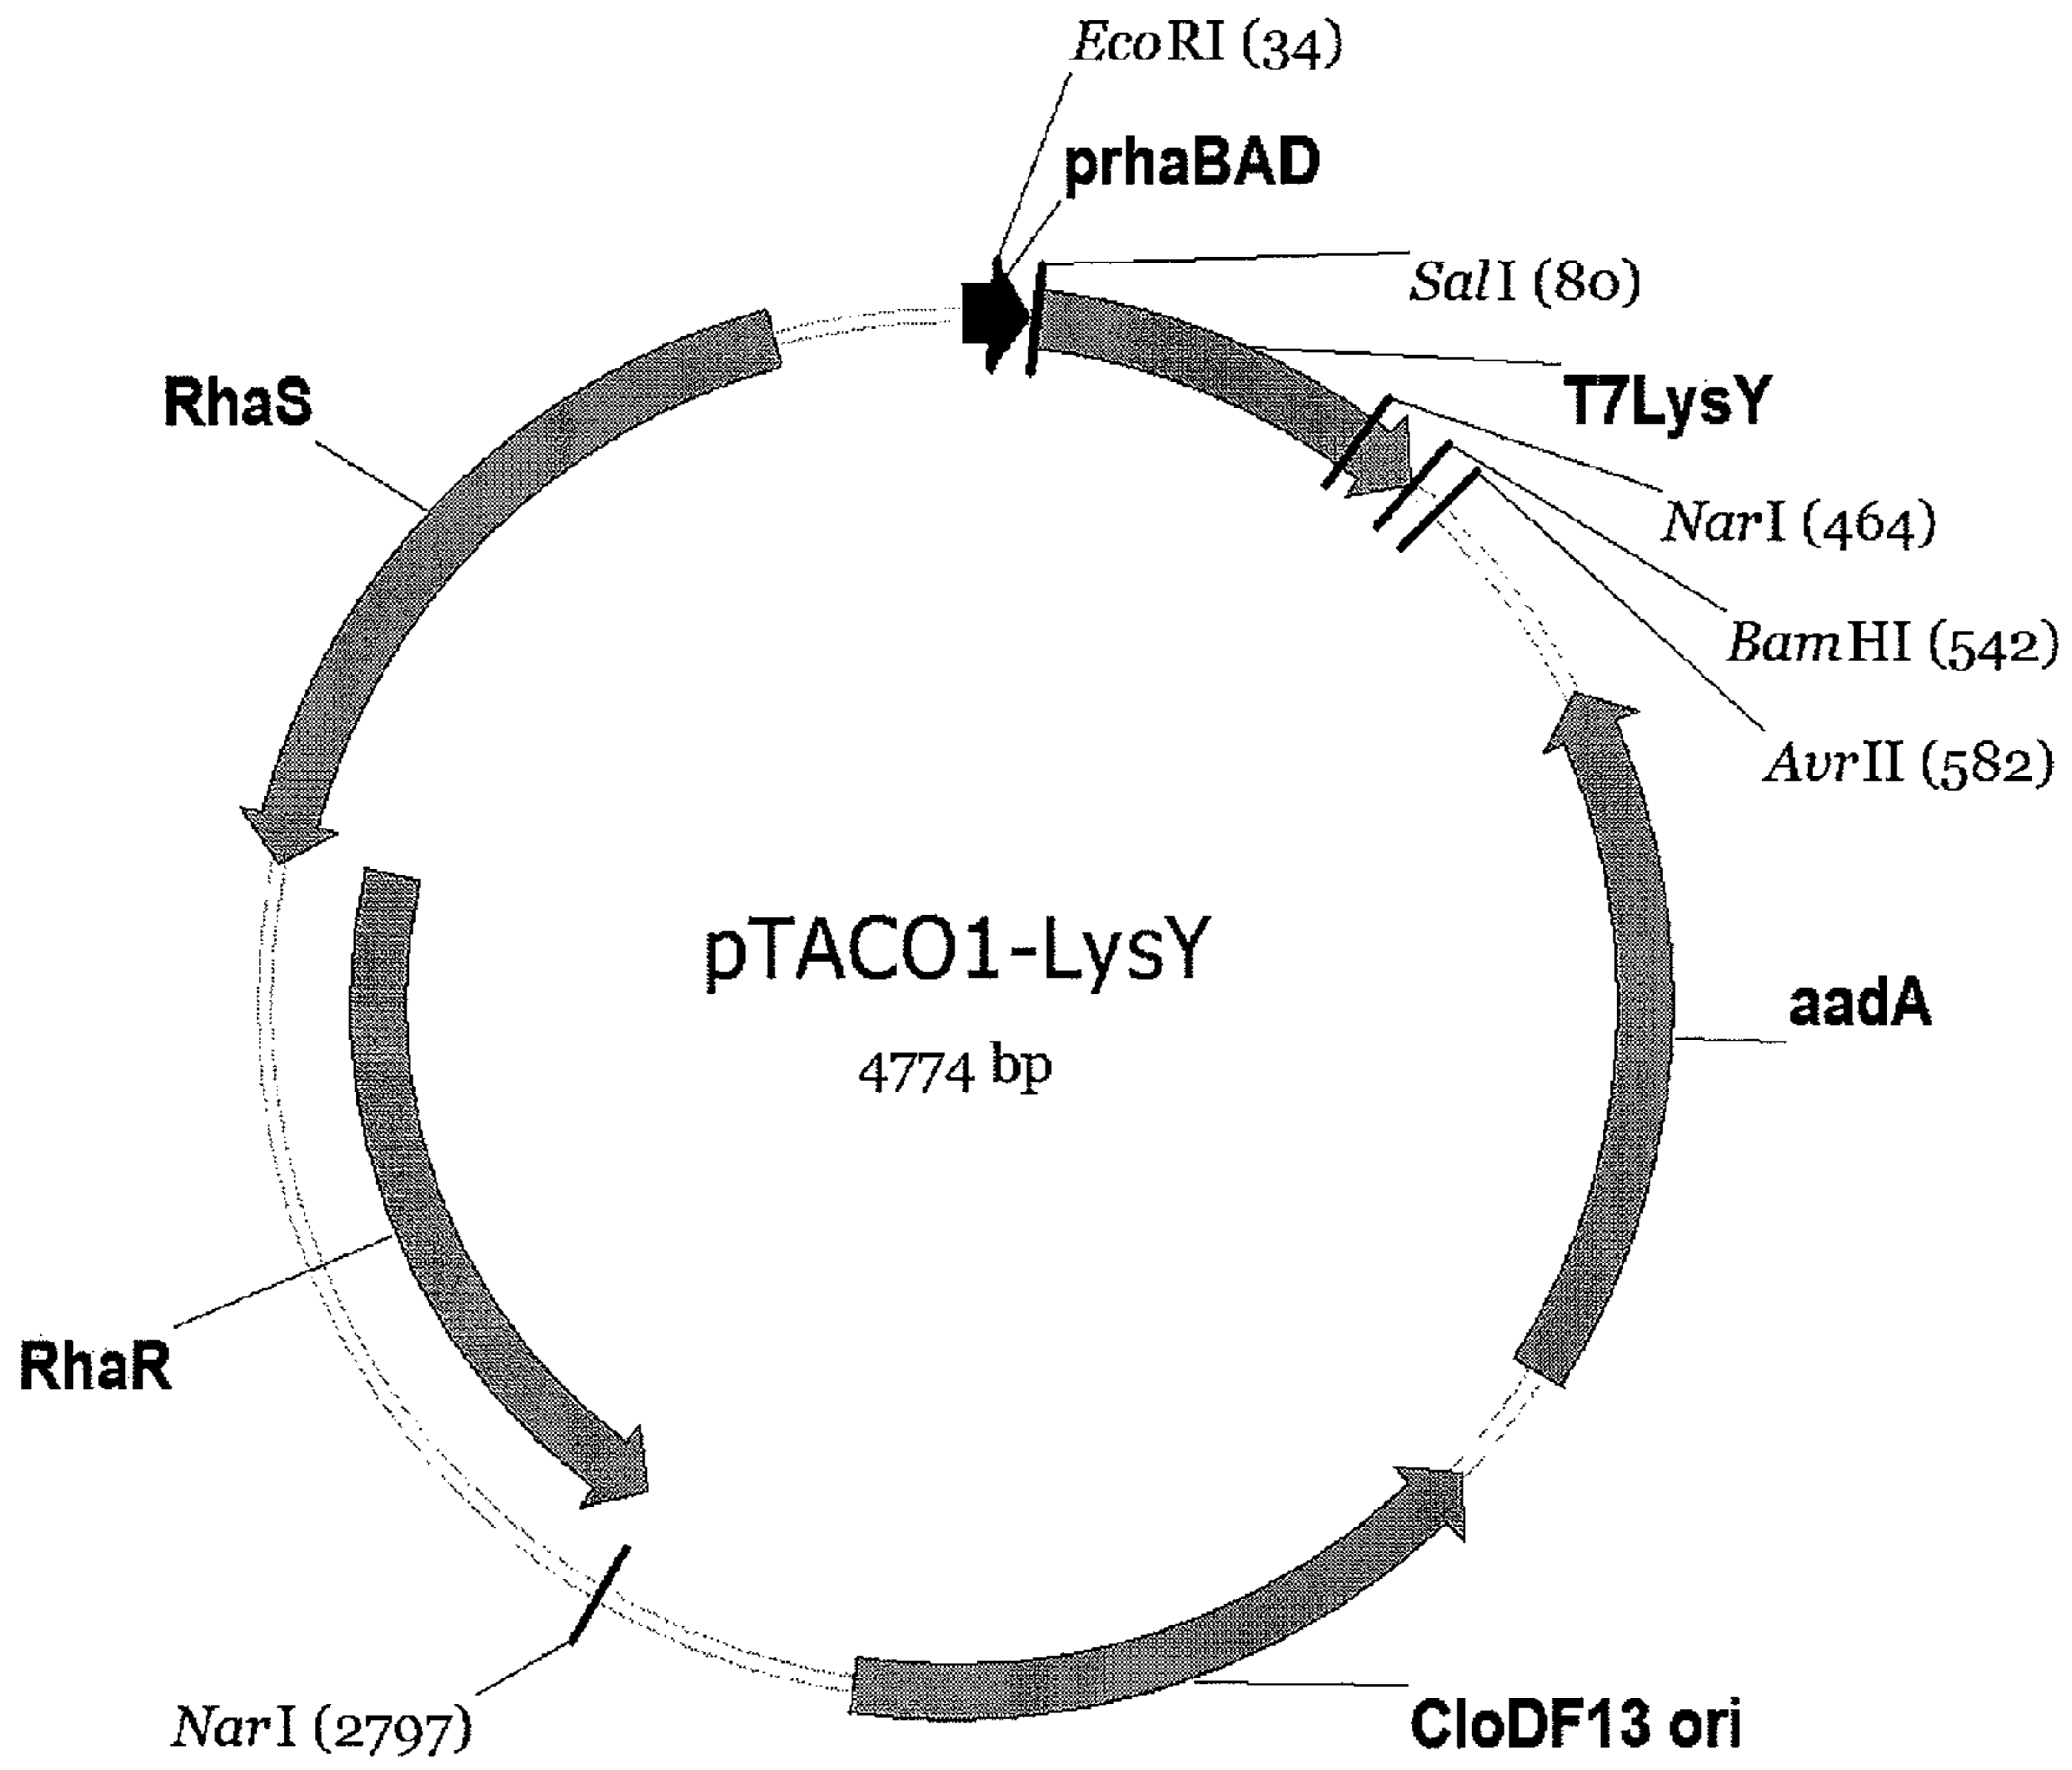 EcoRI (34)
prhaBAD
SalI (80)
T7LysY
RhaS
NarI (464)
BamHI (542)
AvrII (582)
pTACO1-LysY
4774 bp
aadA
RhaR
NarI (2797)
CloDF13 ori